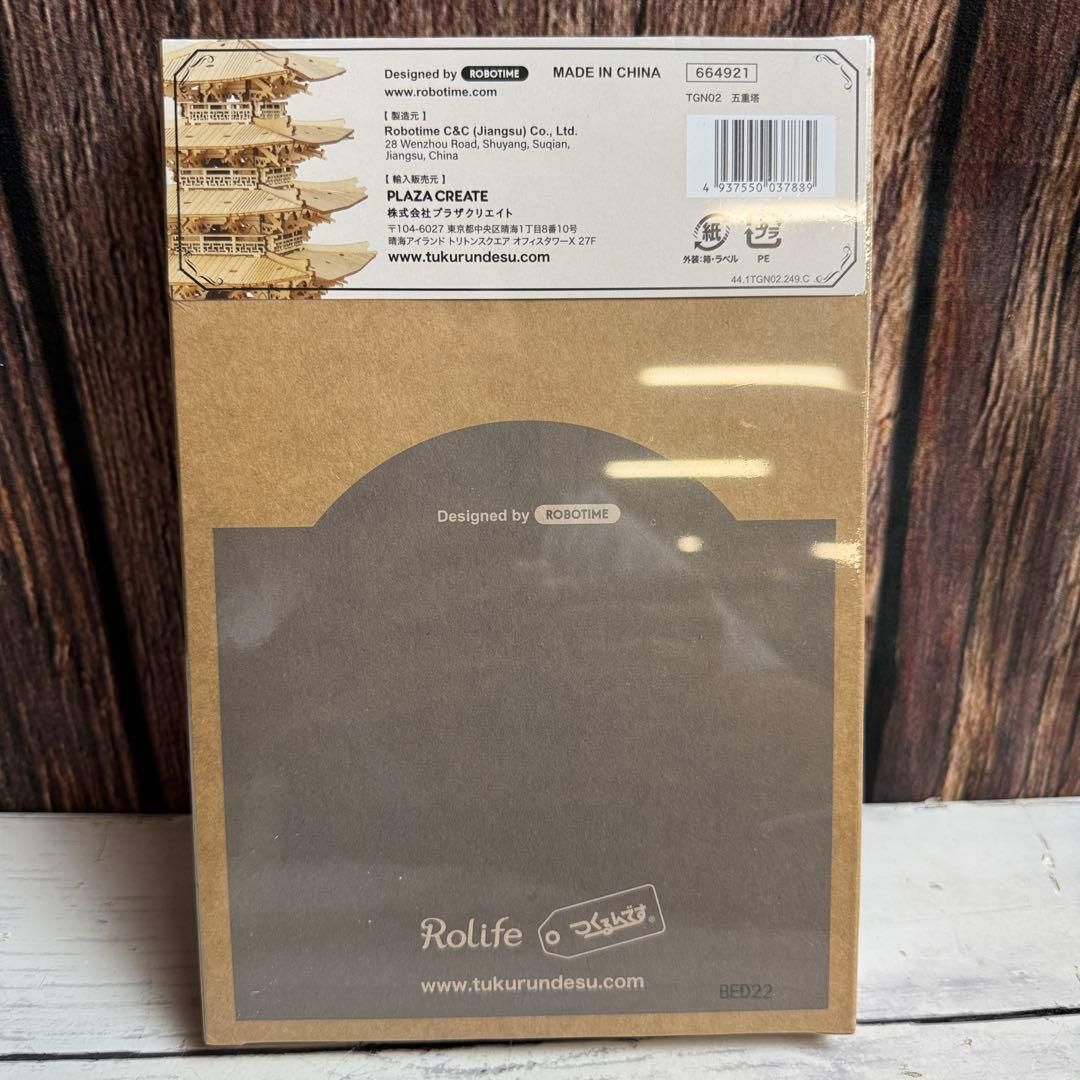 Designed by ROBOTIME
MADE IN CHINA
664921
www.robotime.com
TGN02 五重塔
【 製造元 】
Robotime C&C (Jiangsu) Co., Ltd.
28 Wenzhou Road, Shuyang, Suqian,
Jiangsu, China
【 輸入販売元 】
PLAZA CREATE
株式会社プラザクリエイト
〒104-6027 東京都中央区晴海1丁目8番10号
晴海アイランド トリトンスクエア オフィスタワーX 27F
www.tukurundesu.com
4 937550 037889
紙
外装:箱・ラベル
プラ
PE
44.1TGN02.249.C
Designed by ROBOTIME
Rolife
つくるんです®
www.tukurundesu.com
BED22